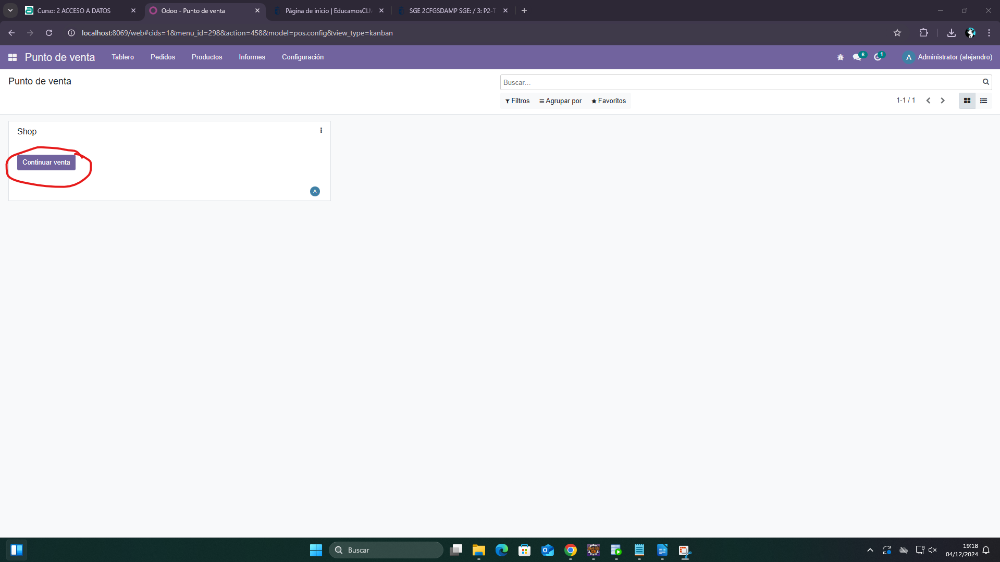 Curso: 2 ACCESO A DATOS
Odoo - Punto de venta
Página de inicio | EducamosCLM
SGE 2CFGSDAMP SGE: / 3: P2-T
localhost:8069/web#cids=1&menu_id=298&action=458&model=pos.config&view_type=kanban
Punto de venta
Tablero
Pedidos
Productos
Informes
Configuración
6
1
A
Administrator (alejandro)
Punto de venta
Buscar...
Filtros
Agrupar por
Favoritos
1-1 / 1
Shop
Continuar venta
A
Buscar
19:18
04/12/2024